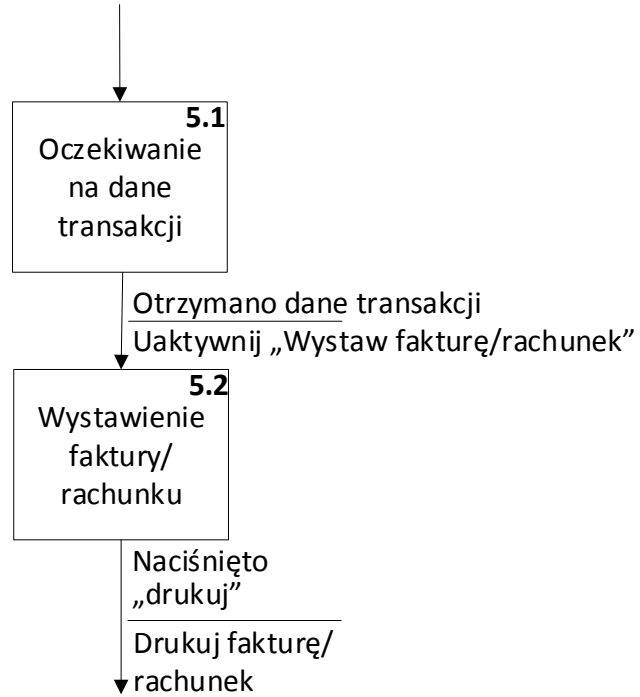 5.1
Oczekiwanie
na dane
transakcji
Otrzymano dane transakcji
Uaktywnij „Wystaw fakturę/rachunek”
5.2
Wystawienie
faktury/
rachunku
Naciśnięto
„drukuj”
Drukuj fakturę/
rachunek